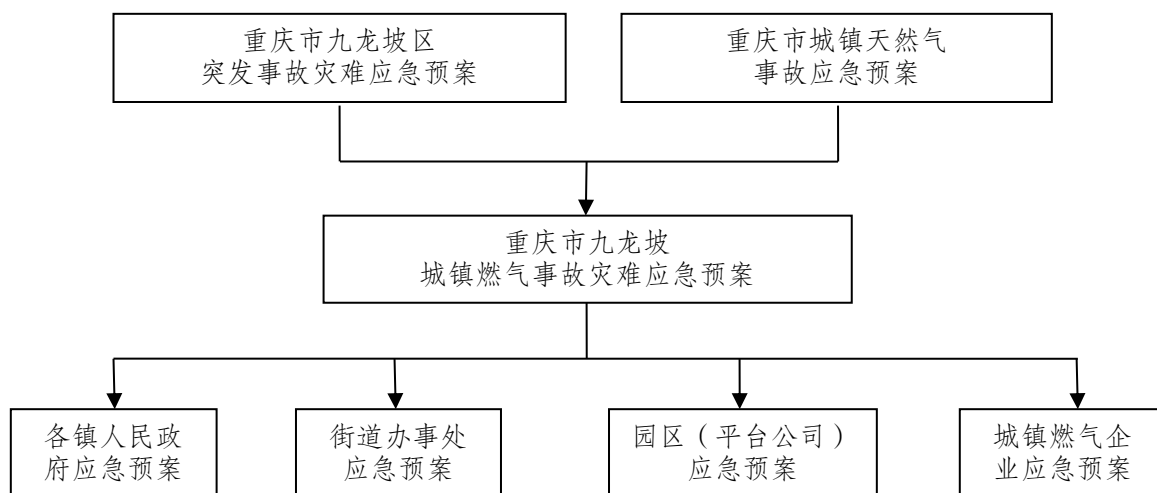 重庆市九龙坡区
突发事故灾难应急预案
重庆市城镇天然气
事故应急预案
重庆市九龙坡
城镇燃气事故灾难应急预案
各镇人民政
府应急预案
街道办事处
应急预案
园区（平台公司）
应急预案
城镇燃气企
业应急预案